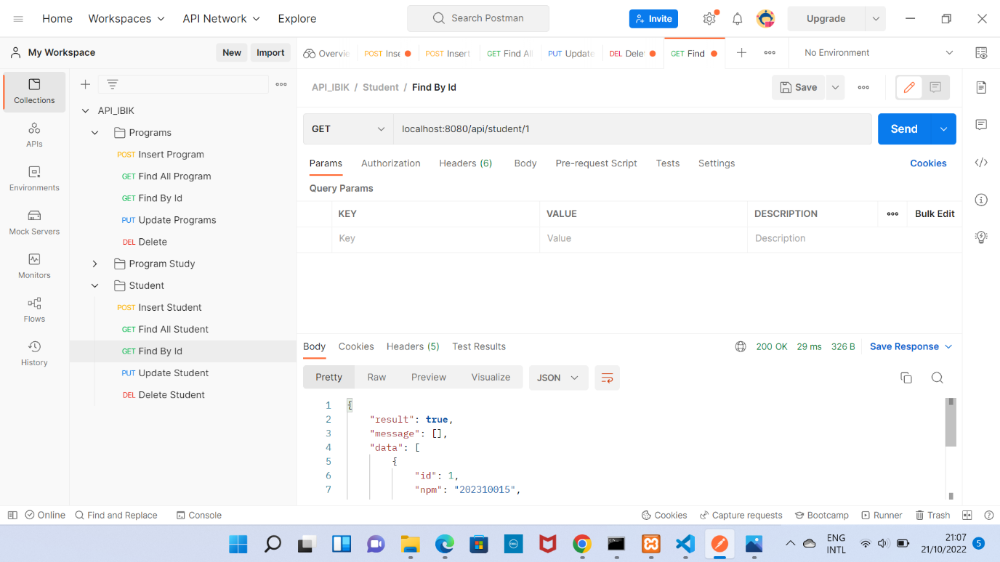 Home Workspaces API Network Explore Search Postman Invite Upgrade
My Workspace New Import Overvie POST Inse POST Insert GET Find All PUT Update DEL Dele GET Find No Environment
Collections
API_IBIK / Student / Find By Id Save
API_IBIK
GET localhost:8080/api/student/1 Send
Programs
APIs
POST Insert Program
Params Authorization Headers (6) Body Pre-request Script Tests Settings Cookies
GET Find All Program
Environments
Query Params
GET Find By Id
KEY VALUE DESCRIPTION Bulk Edit
PUT Update Programs
Mock Servers
Key Value Description
DEL Delete
Program Study
Monitors
Student
POST Insert Student
Flows
GET Find All Student
Body Cookies Headers (5) Test Results 200 OK 29 ms 326 B Save Response
GET Find By Id
History
PUT Update Student
Pretty Raw Preview Visualize JSON
DEL Delete Student
1 {
2 "result": true,
3 "message": [],
4 "data": [
5 {
6 "id": 1,
7 "npm": "202310015",
Online Find and Replace Console Cookies Capture requests Bootcamp Runner Trash
ENG
INTL
21:07
21/10/2022
5